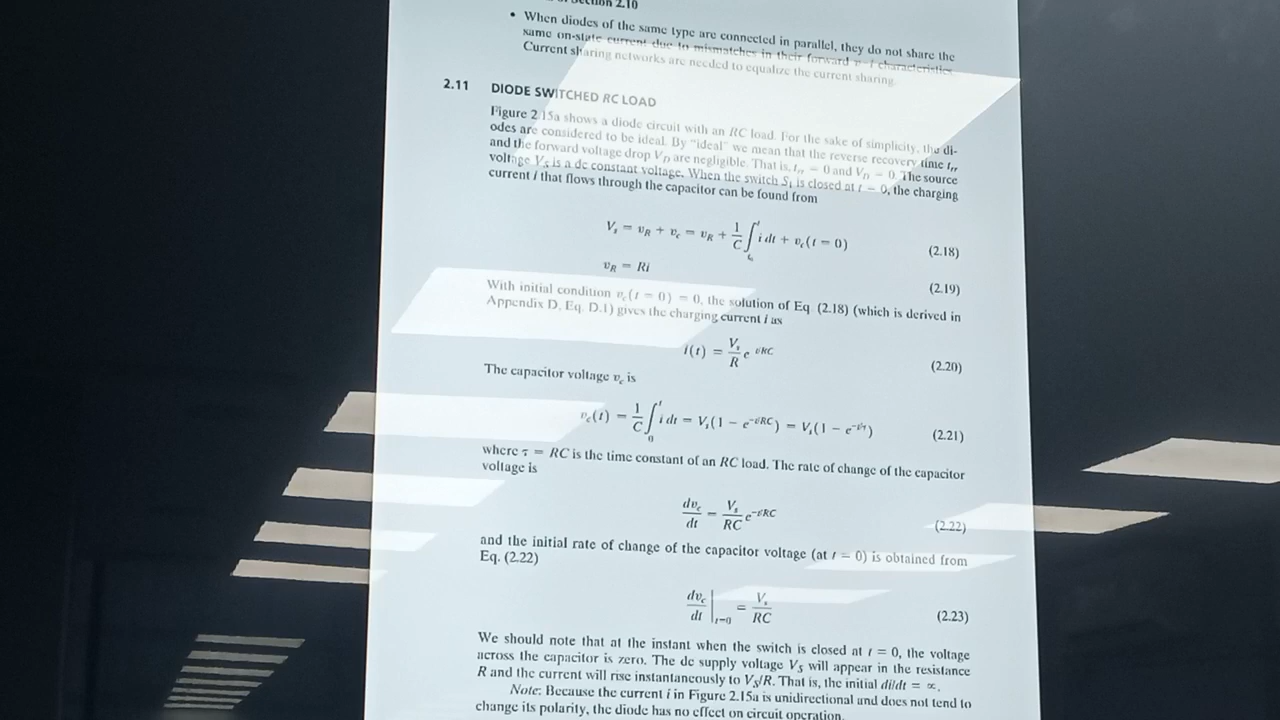 Section 2.10
• When diodes of the same type are connected in parallel, they do not share the
same on-state current due to mismatches in their forward v-i characteristics.
Current sharing networks are needed to equalize the current sharing.
2.11 DIODE SWITCHED RC LOAD
Figure 2.15a shows a diode circuit with an RC load. For the sake of simplicity, the di-
odes are considered to be ideal. By "ideal" we mean that the reverse recovery time t_rr
and the forward voltage drop V_D are negligible. That is, t_rr = 0 and V_D = 0. The source
voltage V_S is a dc constant voltage. When the switch S_1 is closed at t = 0, the charging
current i that flows through the capacitor can be found from
V_s = v_R + v_c = v_R + 1/C ∫_{t_0}^{t} i dt + v_c(t = 0) (2.18)
v_R = Ri (2.19)
With initial condition v_c(t = 0) = 0, the solution of Eq. (2.18) (which is derived in
Appendix D, Eq. D.1) gives the charging current i as
i(t) = V_s/R e^{-t/RC} (2.20)
The capacitor voltage v_c is
v_c(t) = 1/C ∫_0^t i dt = V_s(1 − e^{-t/RC}) = V_s(1 − e^{-t/τ}) (2.21)
where τ = RC is the time constant of an RC load. The rate of change of the capacitor
voltage is
dv_c/dt = V_s/RC e^{-t/RC} (2.22)
and the initial rate of change of the capacitor voltage (at t = 0) is obtained from
Eq. (2.22)
dv_c/dt |_{t=0} = V_s/RC (2.23)
We should note that at the instant when the switch is closed at t = 0, the voltage
across the capacitor is zero. The dc supply voltage V_S will appear in the resistance
R and the current will rise instantaneously to V_S/R. That is, the initial di/dt = ∞.
Note: Because the current i in Figure 2.15a is unidirectional and does not tend to
change its polarity, the diode has no effect on circuit operation.